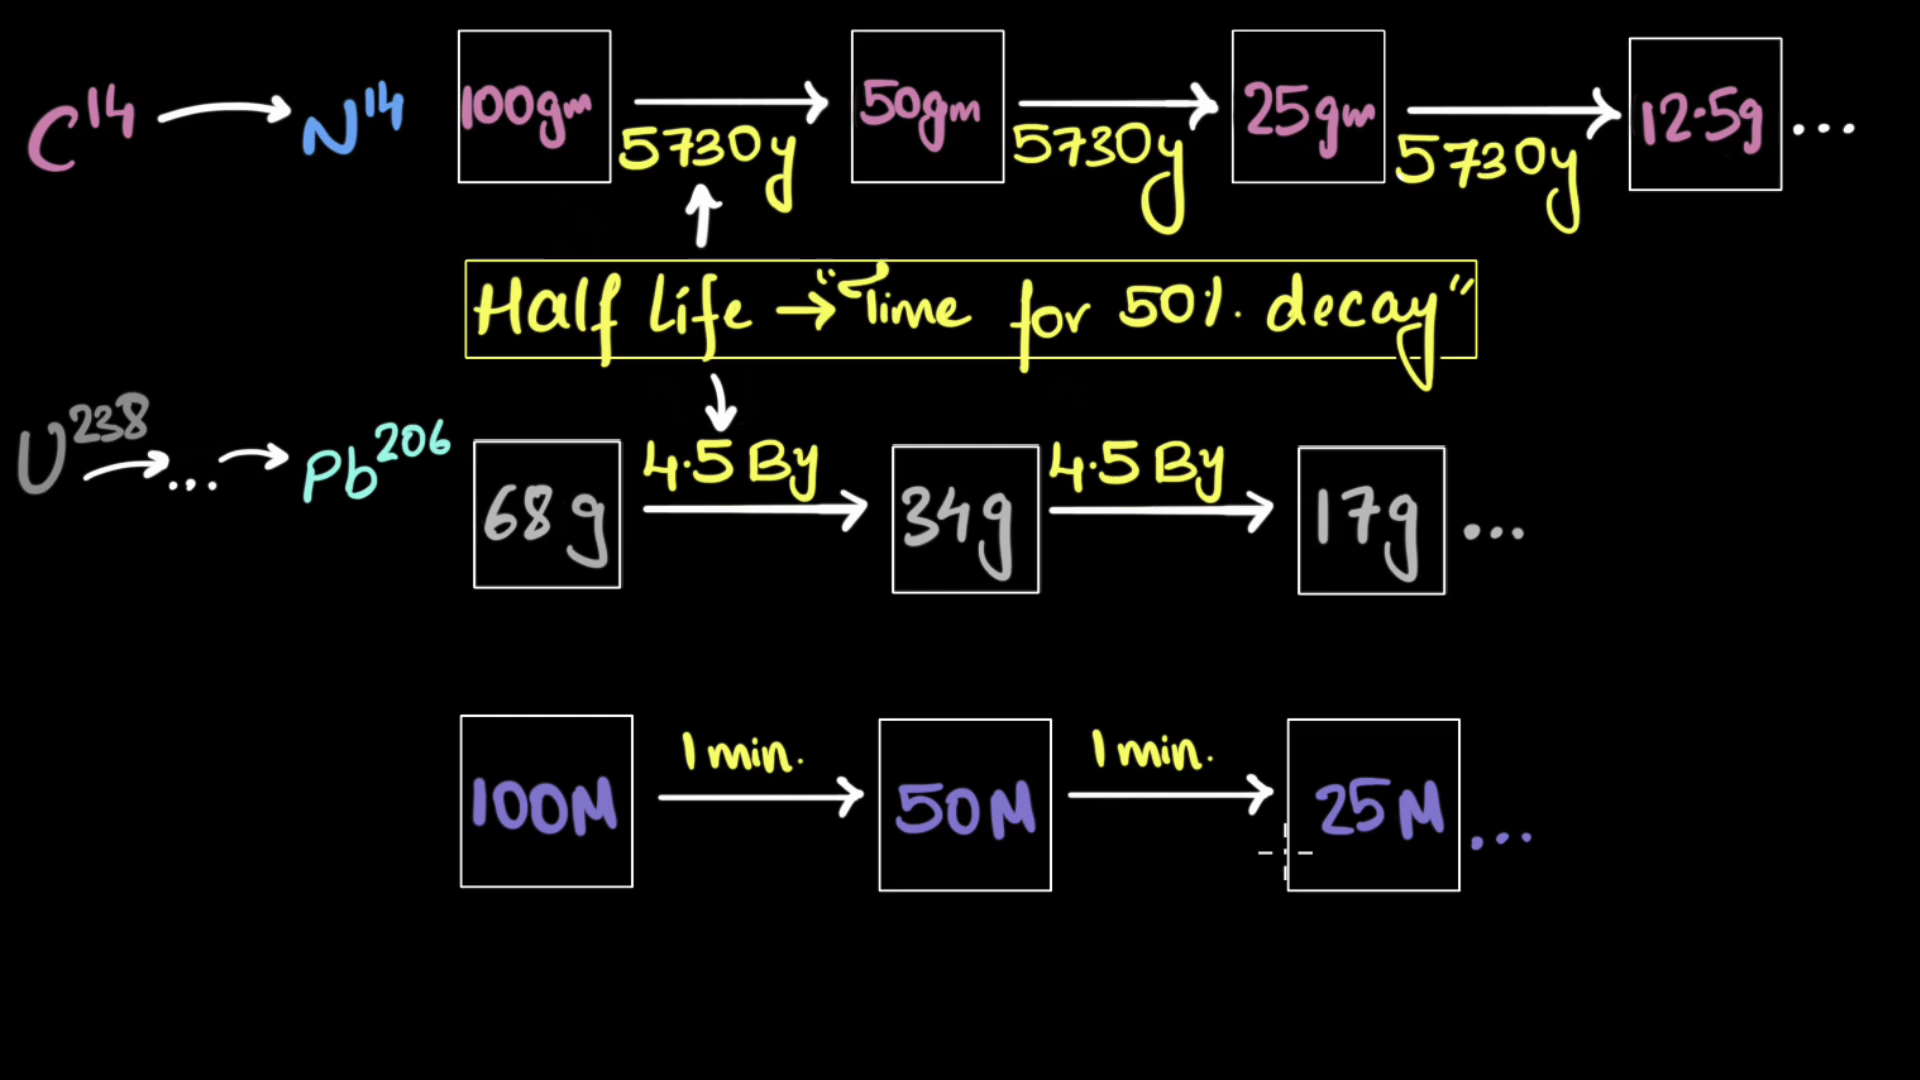 C¹⁴ → N¹⁴ 100gm → 50gm → 25gm → 12.5g ...
5730y 5730y 5730y
Half Life → "Time for 50% decay"
U²³⁸ → ... → Pb²⁰⁶ 68g → 34g → 17g ...
4.5 By 4.5 By
1 min. 1 min.
100M → 50M → 25M ...